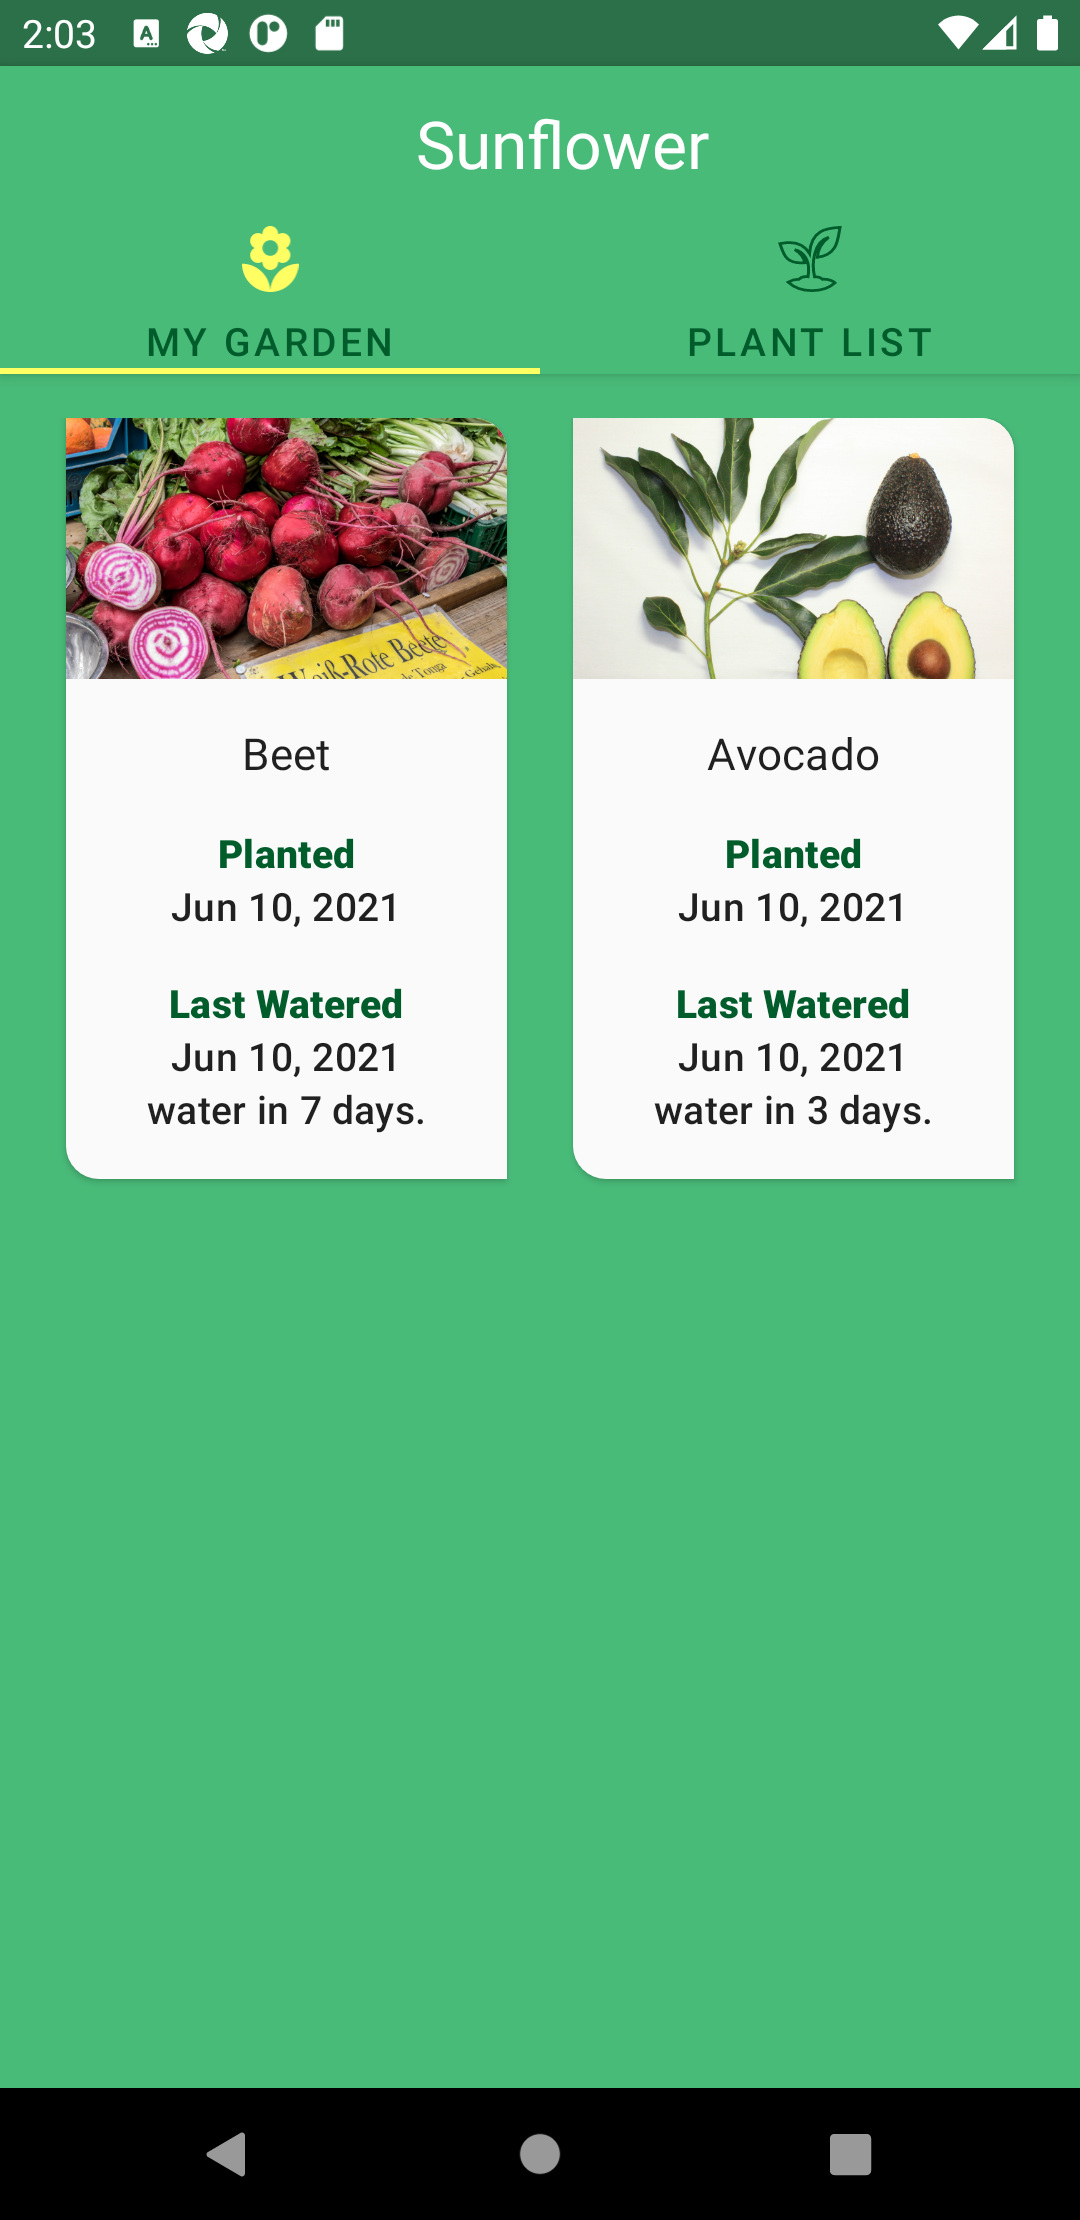 2:03
Sunflower
MY GARDEN
PLANT LIST
Weiß-Rote Beete
de Tonga
Beet
Planted
Jun 10, 2021
Last Watered
Jun 10, 2021
water in 7 days.
Avocado
Planted
Jun 10, 2021
Last Watered
Jun 10, 2021
water in 3 days.